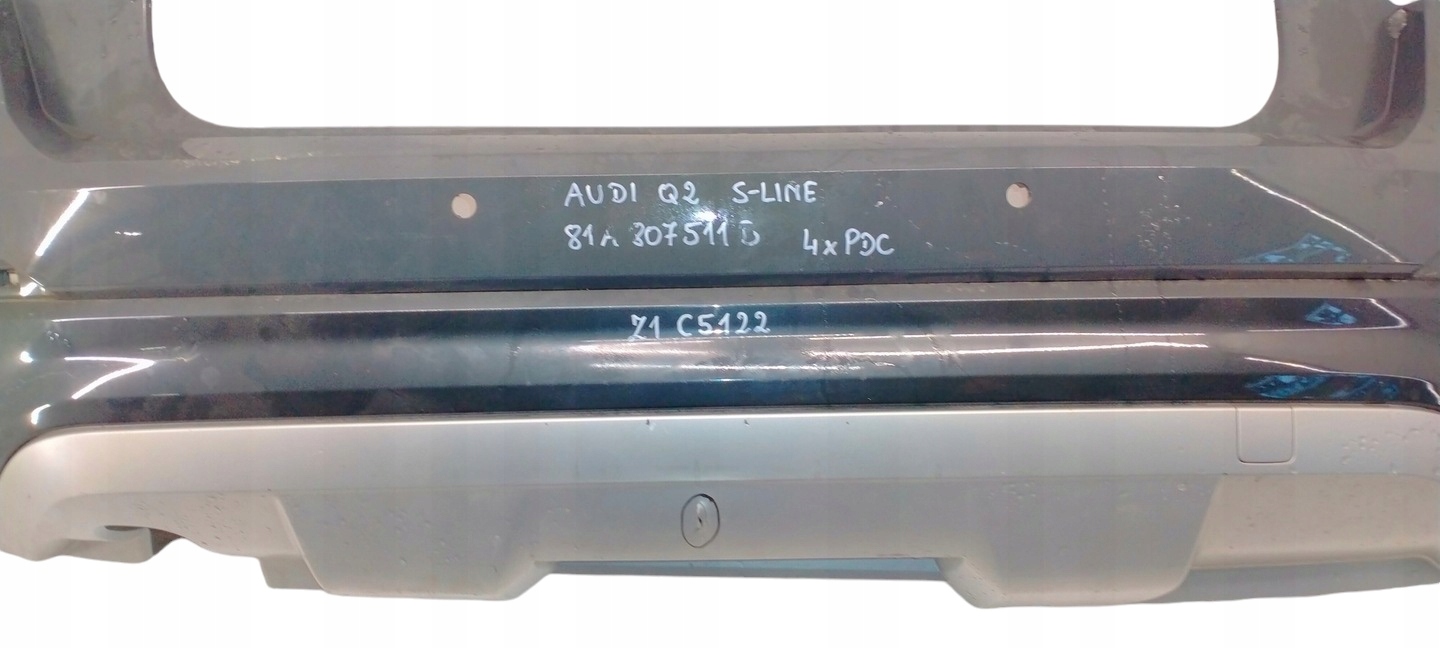 AUDI Q2 S-LINE
81A 807511 B 4xPDC
Z1 C5122